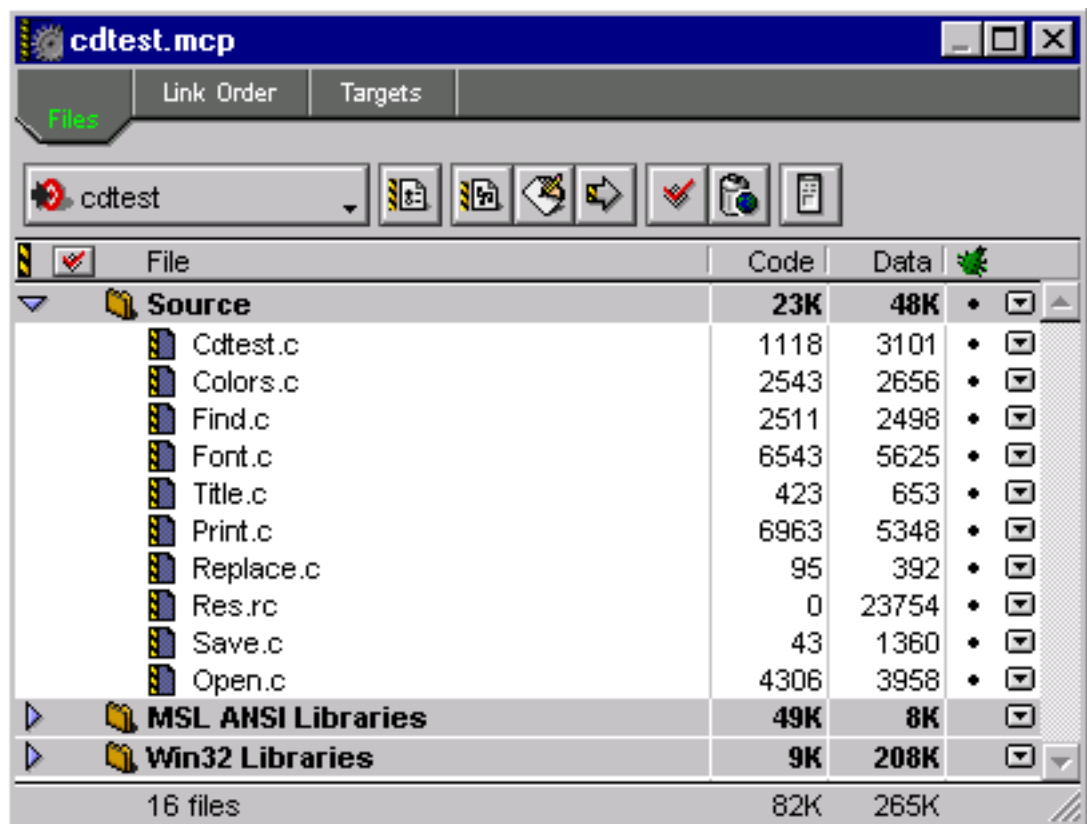 cdtest.mcp
Files Link Order Targets
cdtest
File Code Data
Source 23K 48K
Cdtest.c 1118 3101
Colors.c 2543 2656
Find.c 2511 2498
Font.c 6543 5625
Title.c 423 653
Print.c 6963 5348
Replace.c 95 392
Res.rc 0 23754
Save.c 43 1360
Open.c 4306 3958
MSL ANSI Libraries 49K 8K
Win32 Libraries 9K 208K
16 files 82K 265K